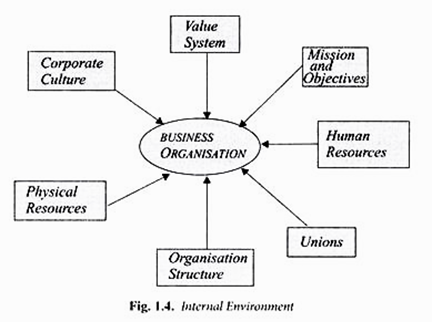 Value
System
Mission
and
Objectives
Corporate
Culture
BUSINESS
ORGANISATION
Human
Resources
Physical
Resources
Unions
Organisation
Structure
Fig. 1.4. Internal Environment